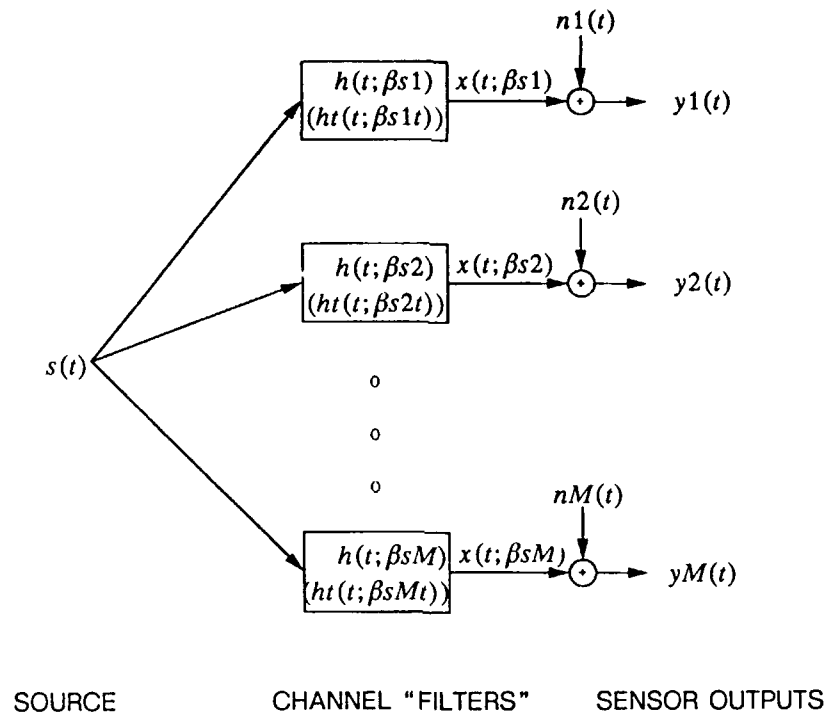 n1(t)
h(t;βs1)
x(t;βs1)
(ht(t;βs1t))
y1(t)
n2(t)
h(t;βs2)
x(t;βs2)
(ht(t;βs2t))
y2(t)
s(t)
nM(t)
h(t;βsM)
x(t;βsM)
(ht(t;βsMt))
yM(t)
SOURCE
CHANNEL "FILTERS"
SENSOR OUTPUTS